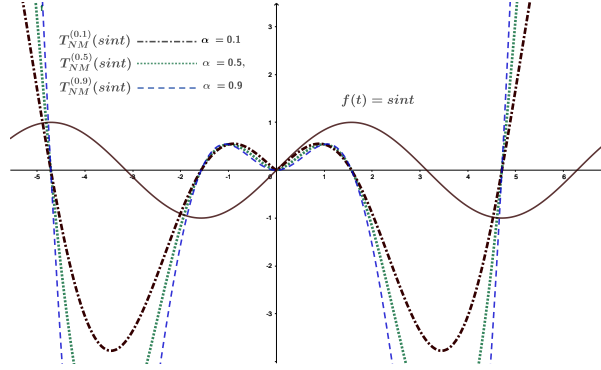 T_{NM}^{(0.1)}(sint) α = 0.1
T_{NM}^{(0.5)}(sint) α = 0.5,
T_{NM}^{(0.9)}(sint) α = 0.9
f(t) = sint
3
2
1
-5 -4 -2 -1 0 1 2 3 4 5 6
-1
-2
-3